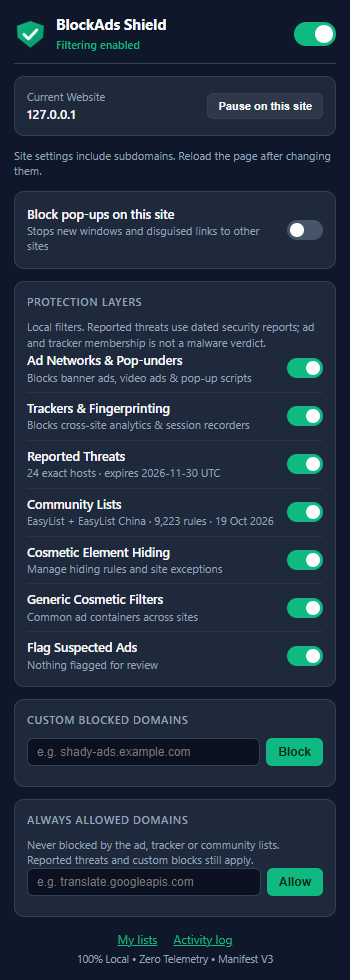 BlockAds Shield
Filtering enabled
Current Website
127.0.0.1
Pause on this site
Site settings include subdomains. Reload the page after changing
them.
Block pop-ups on this site
Stops new windows and disguised links to other
sites
PROTECTION LAYERS
Local filters. Reported threats use dated security reports; ad
and tracker membership is not a malware verdict.
Ad Networks & Pop-unders
Blocks banner ads, video ads & pop-up scripts
Trackers & Fingerprinting
Blocks cross-site analytics & session recorders
Reported Threats
24 exact hosts · expires 2026-11-30 UTC
Community Lists
EasyList + EasyList China · 9,223 rules · 19 Oct 2026
Cosmetic Element Hiding
Manage hiding rules and site exceptions
Generic Cosmetic Filters
Common ad containers across sites
Flag Suspected Ads
Nothing flagged for review
CUSTOM BLOCKED DOMAINS
e.g. shady-ads.example.com
Block
ALWAYS ALLOWED DOMAINS
Never blocked by the ad, tracker or community lists.
Reported threats and custom blocks still apply.
e.g. translate.googleapis.com
Allow
My lists
Activity log
100% Local • Zero Telemetry • Manifest V3